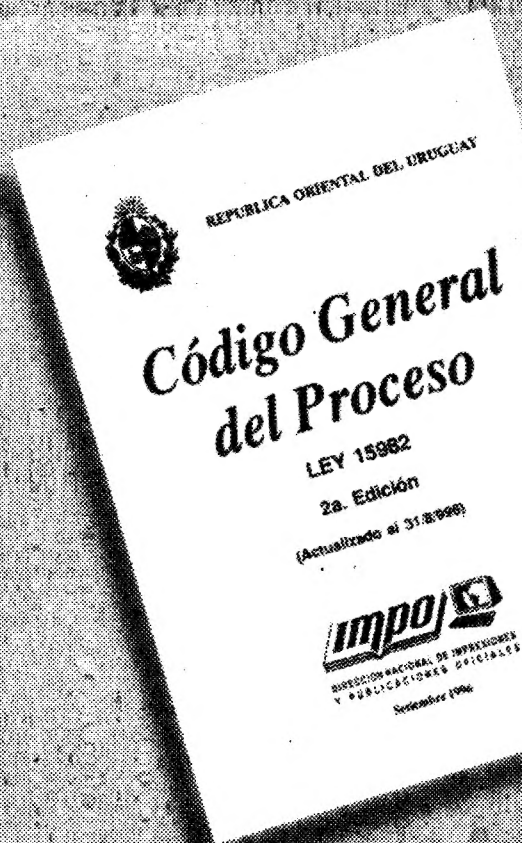 REPUBLICA ORIENTAL DEL URUGUAY
Código General
del Proceso
LEY 15982
2a. Edición
(Actualizado al 31/8/996)
IMPO
DIRECCION NACIONAL DE IMPRESIONES
Y PUBLICACIONES OFICIALES
Setiembre 1996